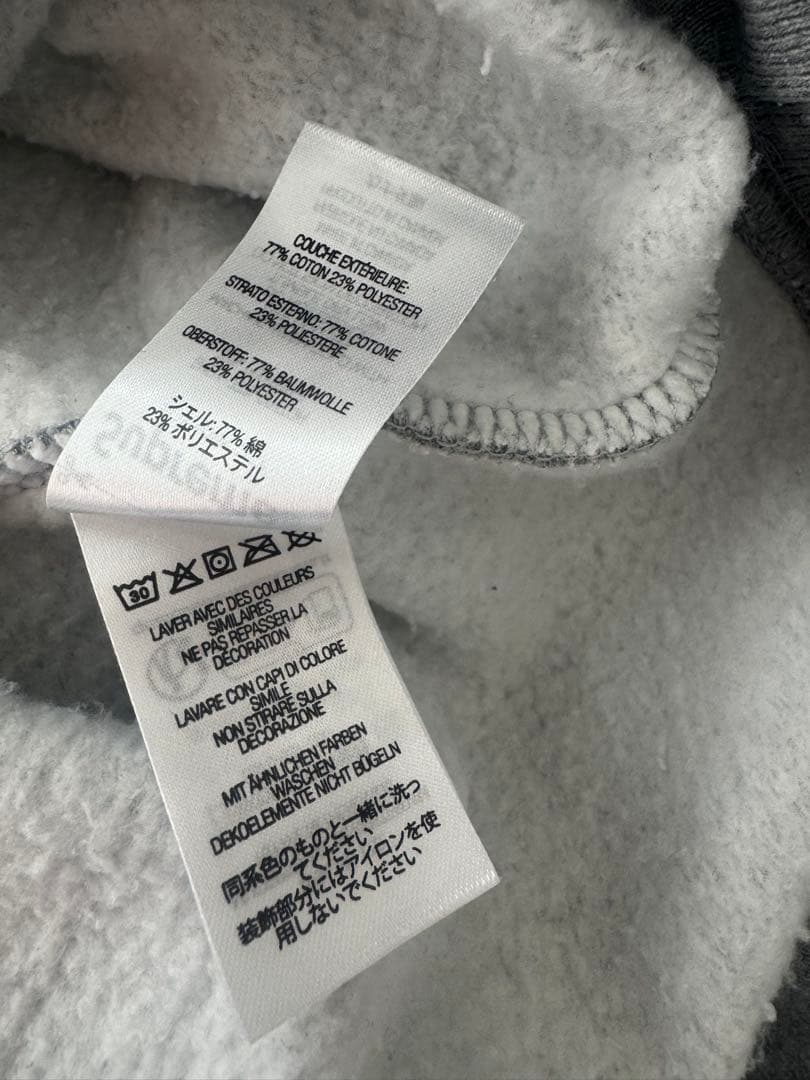 COUCHE EXTÉRIEURE:
77% COTON 23% POLYESTER
STRATO ESTERNO: 77% COTONE
23% POLIESTERE
OBERSTOFF: 77% BAUMWOLLE
23% POLYESTER
シェル: 77% 綿
23% ポリエステル
Supreme
30
LAVER AVEC DES COULEURS
SIMILAIRES
NE PAS REPASSER LA
DÉCORATION
LAVARE CON CAPI DI COLORE
SIMILE
NON STIRARE SULLA
DECORAZIONE
MIT ÄHNLICHEN FARBEN
WASCHEN
DEKOELEMENTE NICHT BÜGELN
同系色のものと一緒に洗っ
てください
装飾部分にはアイロンを使
用しないでください